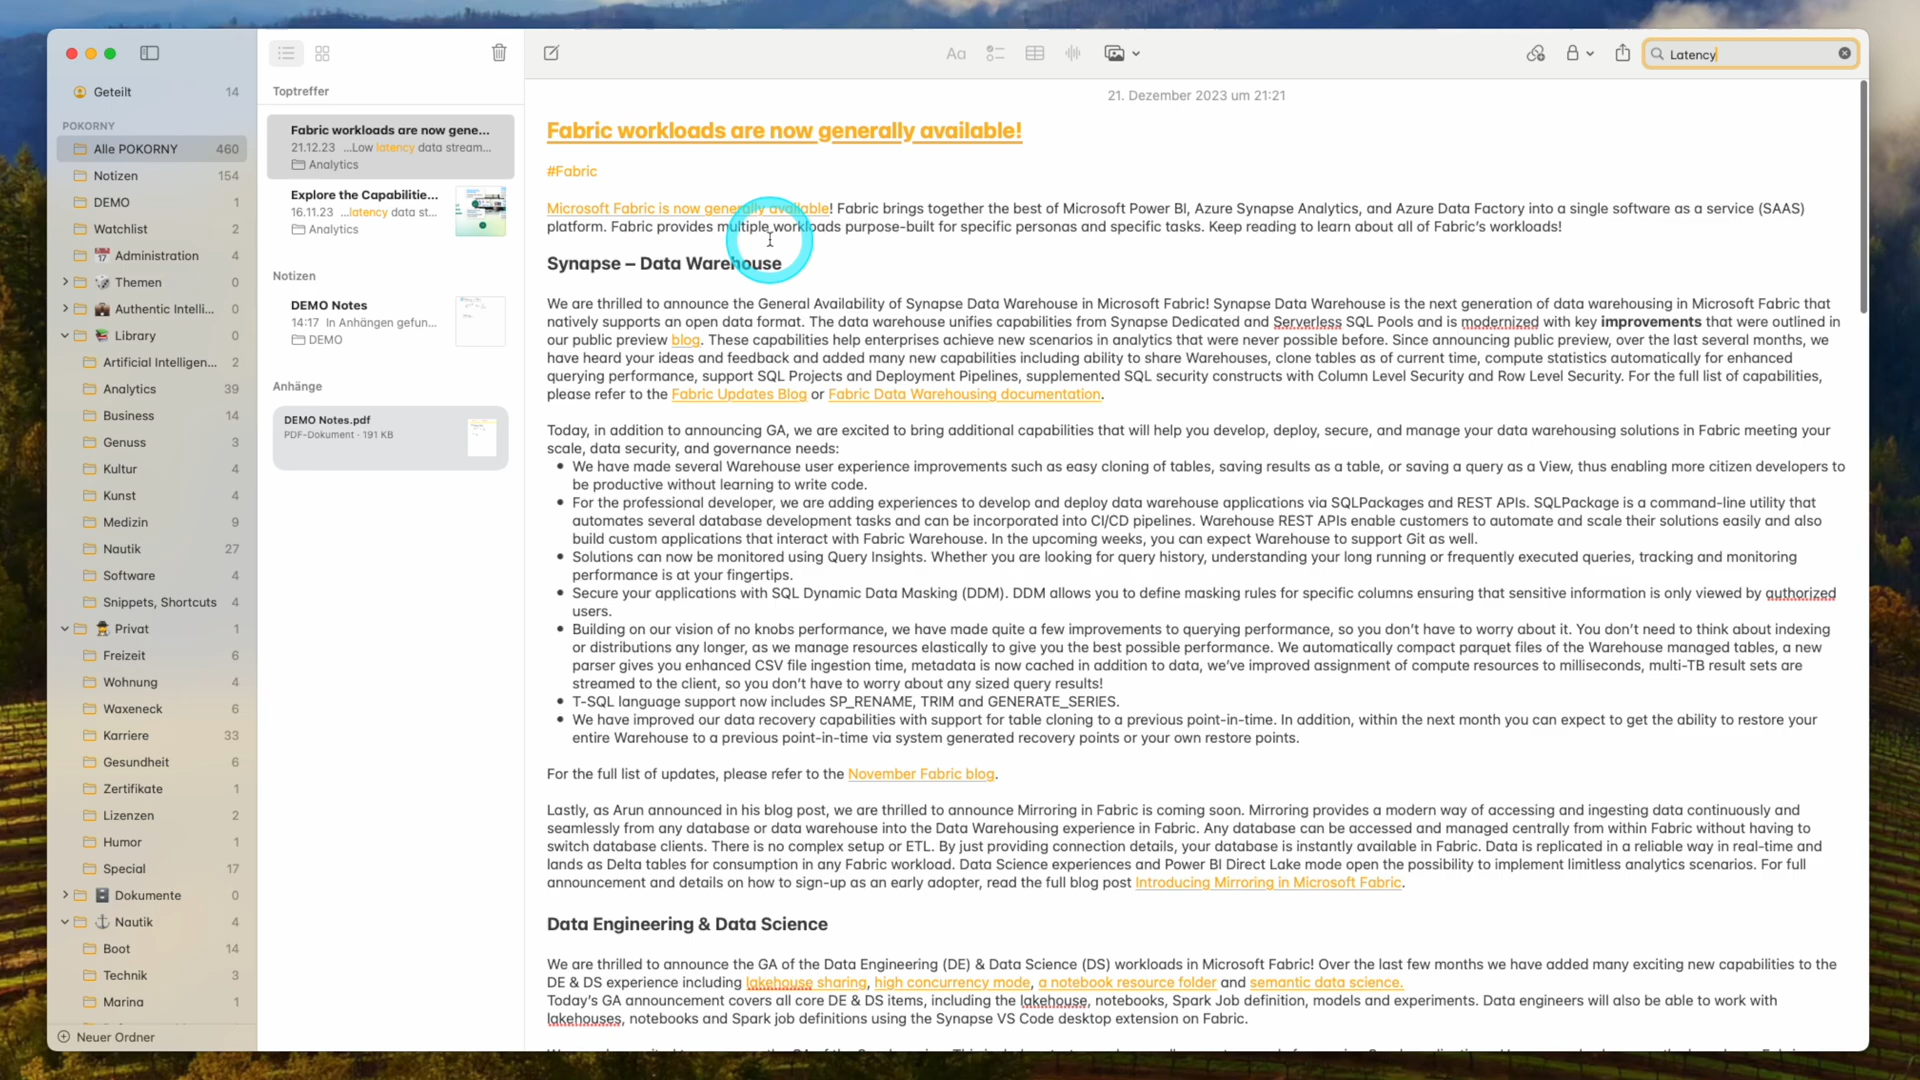 Geteilt 14
POKORNY
Alle POKORNY 460
Notizen 154
DEMO 1
Watchlist 2
Administration 4
Themen 0
Authentic Intelli... 0
Library 0
Artificial Intelligen... 2
Analytics 39
Business 14
Genuss 3
Kultur 4
Kunst 4
Medizin 9
Nautik 27
Software 4
Snippets, Shortcuts 4
Privat 1
Freizeit 6
Wohnung 4
Waxeneck 6
Karriere 33
Gesundheit 6
Zertifikate 1
Lizenzen 2
Humor 1
Special 17
Dokumente 0
Nautik 4
Boot 14
Technik 3
Marina 1
Neuer Ordner
Toptreffer
Fabric workloads are now gene...
21.12.23 ...Low latency data stream...
Analytics
Explore the Capabilitie...
16.11.23 ...latency data st...
Analytics
Notizen
DEMO Notes
14:17 In Anhängen gefun...
DEMO
Anhänge
DEMO Notes.pdf
PDF-Dokument · 191 KB
Aa
Latency
21. Dezember 2023 um 21:21
Fabric workloads are now generally available!
#Fabric
Microsoft Fabric is now generally available! Fabric brings together the best of Microsoft Power BI, Azure Synapse Analytics, and Azure Data Factory into a single software as a service (SAAS)
platform. Fabric provides multiple workloads purpose-built for specific personas and specific tasks. Keep reading to learn about all of Fabric's workloads!
Synapse – Data Warehouse
We are thrilled to announce the General Availability of Synapse Data Warehouse in Microsoft Fabric! Synapse Data Warehouse is the next generation of data warehousing in Microsoft Fabric that
natively supports an open data format. The data warehouse unifies capabilities from Synapse Dedicated and Serverless SQL Pools and is modernized with key improvements that were outlined in
our public preview blog. These capabilities help enterprises achieve new scenarios in analytics that were never possible before. Since announcing public preview, over the last several months, we
have heard your ideas and feedback and added many new capabilities including ability to share Warehouses, clone tables as of current time, compute statistics automatically for enhanced
querying performance, support SQL Projects and Deployment Pipelines, supplemented SQL security constructs with Column Level Security and Row Level Security. For the full list of capabilities,
please refer to the Fabric Updates Blog or Fabric Data Warehousing documentation.
Today, in addition to announcing GA, we are excited to bring additional capabilities that will help you develop, deploy, secure, and manage your data warehousing solutions in Fabric meeting your
scale, data security, and governance needs:
• We have made several Warehouse user experience improvements such as easy cloning of tables, saving results as a table, or saving a query as a View, thus enabling more citizen developers to
be productive without learning to write code.
• For the professional developer, we are adding experiences to develop and deploy data warehouse applications via SQLPackages and REST APIs. SQLPackage is a command-line utility that
automates several database development tasks and can be incorporated into CI/CD pipelines. Warehouse REST APIs enable customers to automate and scale their solutions easily and also
build custom applications that interact with Fabric Warehouse. In the upcoming weeks, you can expect Warehouse to support Git as well.
• Solutions can now be monitored using Query Insights. Whether you are looking for query history, understanding your long running or frequently executed queries, tracking and monitoring
performance is at your fingertips.
• Secure your applications with SQL Dynamic Data Masking (DDM). DDM allows you to define masking rules for specific columns ensuring that sensitive information is only viewed by authorized
users.
• Building on our vision of no knobs performance, we have made quite a few improvements to querying performance, so you don't have to worry about it. You don't need to think about indexing
or distributions any longer, as we manage resources elastically to give you the best possible performance. We automatically compact parquet files of the Warehouse managed tables, a new
parser gives you enhanced CSV file ingestion time, metadata is now cached in addition to data, we've improved assignment of compute resources to milliseconds, multi-TB result sets are
streamed to the client, so you don't have to worry about any sized query results!
• T-SQL language support now includes SP_RENAME, TRIM and GENERATE_SERIES.
• We have improved our data recovery capabilities with support for table cloning to a previous point-in-time. In addition, within the next month you can expect to get the ability to restore your
entire Warehouse to a previous point-in-time via system generated recovery points or your own restore points.
For the full list of updates, please refer to the November Fabric blog.
Lastly, as Arun announced in his blog post, we are thrilled to announce Mirroring in Fabric is coming soon. Mirroring provides a modern way of accessing and ingesting data continuously and
seamlessly from any database or data warehouse into the Data Warehousing experience in Fabric. Any database can be accessed and managed centrally from within Fabric without having to
switch database clients. There is no complex setup or ETL. By just providing connection details, your database is instantly available in Fabric. Data is replicated in a reliable way in real-time and
lands as Delta tables for consumption in any Fabric workload. Data Science experiences and Power BI Direct Lake mode open the possibility to implement limitless analytics scenarios. For full
announcement and details on how to sign-up as an early adopter, read the full blog post Introducing Mirroring in Microsoft Fabric.
Data Engineering & Data Science
We are thrilled to announce the GA of the Data Engineering (DE) & Data Science (DS) workloads in Microsoft Fabric! Over the last few months we have added many exciting new capabilities to the
DE & DS experience including lakehouse sharing, high concurrency mode, a notebook resource folder and semantic data science.
Today's GA announcement covers all core DE & DS items, including the lakehouse, notebooks, Spark Job definition, models and experiments. Data engineers will also be able to work with
lakehouses, notebooks and Spark job definitions using the Synapse VS Code desktop extension on Fabric.